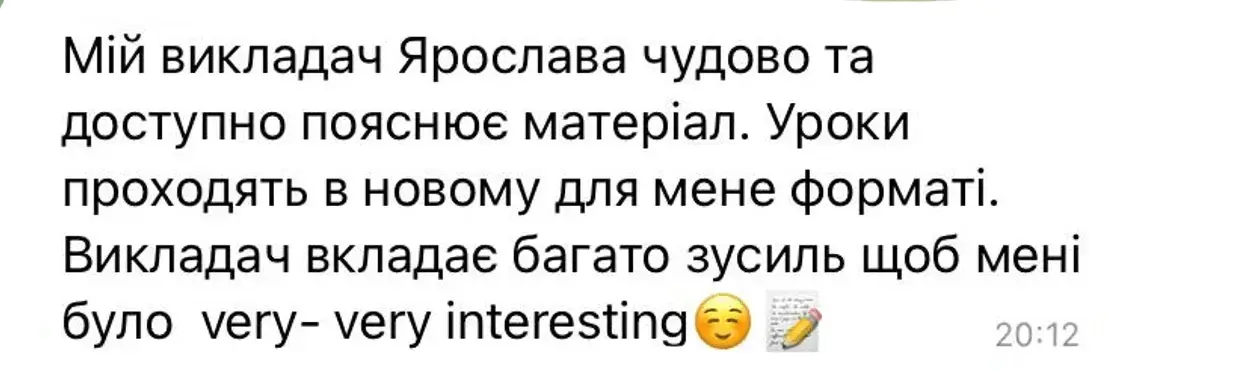 Мій викладач Ярослава чудово та
доступно пояснює матеріал. Уроки
проходять в новому для мене форматі.
Викладач вкладає багато зусиль щоб мені
було  very- very interesting☺️ 📝
20:12